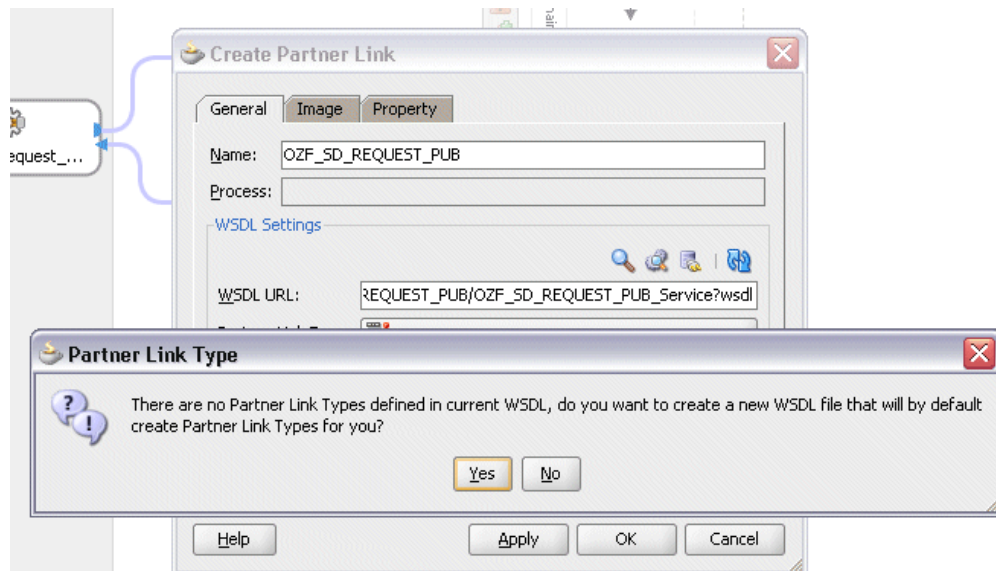 Create Partner Link
General
Image
Property
equest_...
Name: OZF_SD_REQUEST_PUB
Process:
WSDL Settings
WSDL URL: REQUEST_PUB/OZF_SD_REQUEST_PUB_Service?wsdl
Partner Link Type
There are no Partner Link Types defined in current WSDL, do you want to create a new WSDL file that will by default
create Partner Link Types for you?
Yes
No
Help
Apply
OK
Cancel